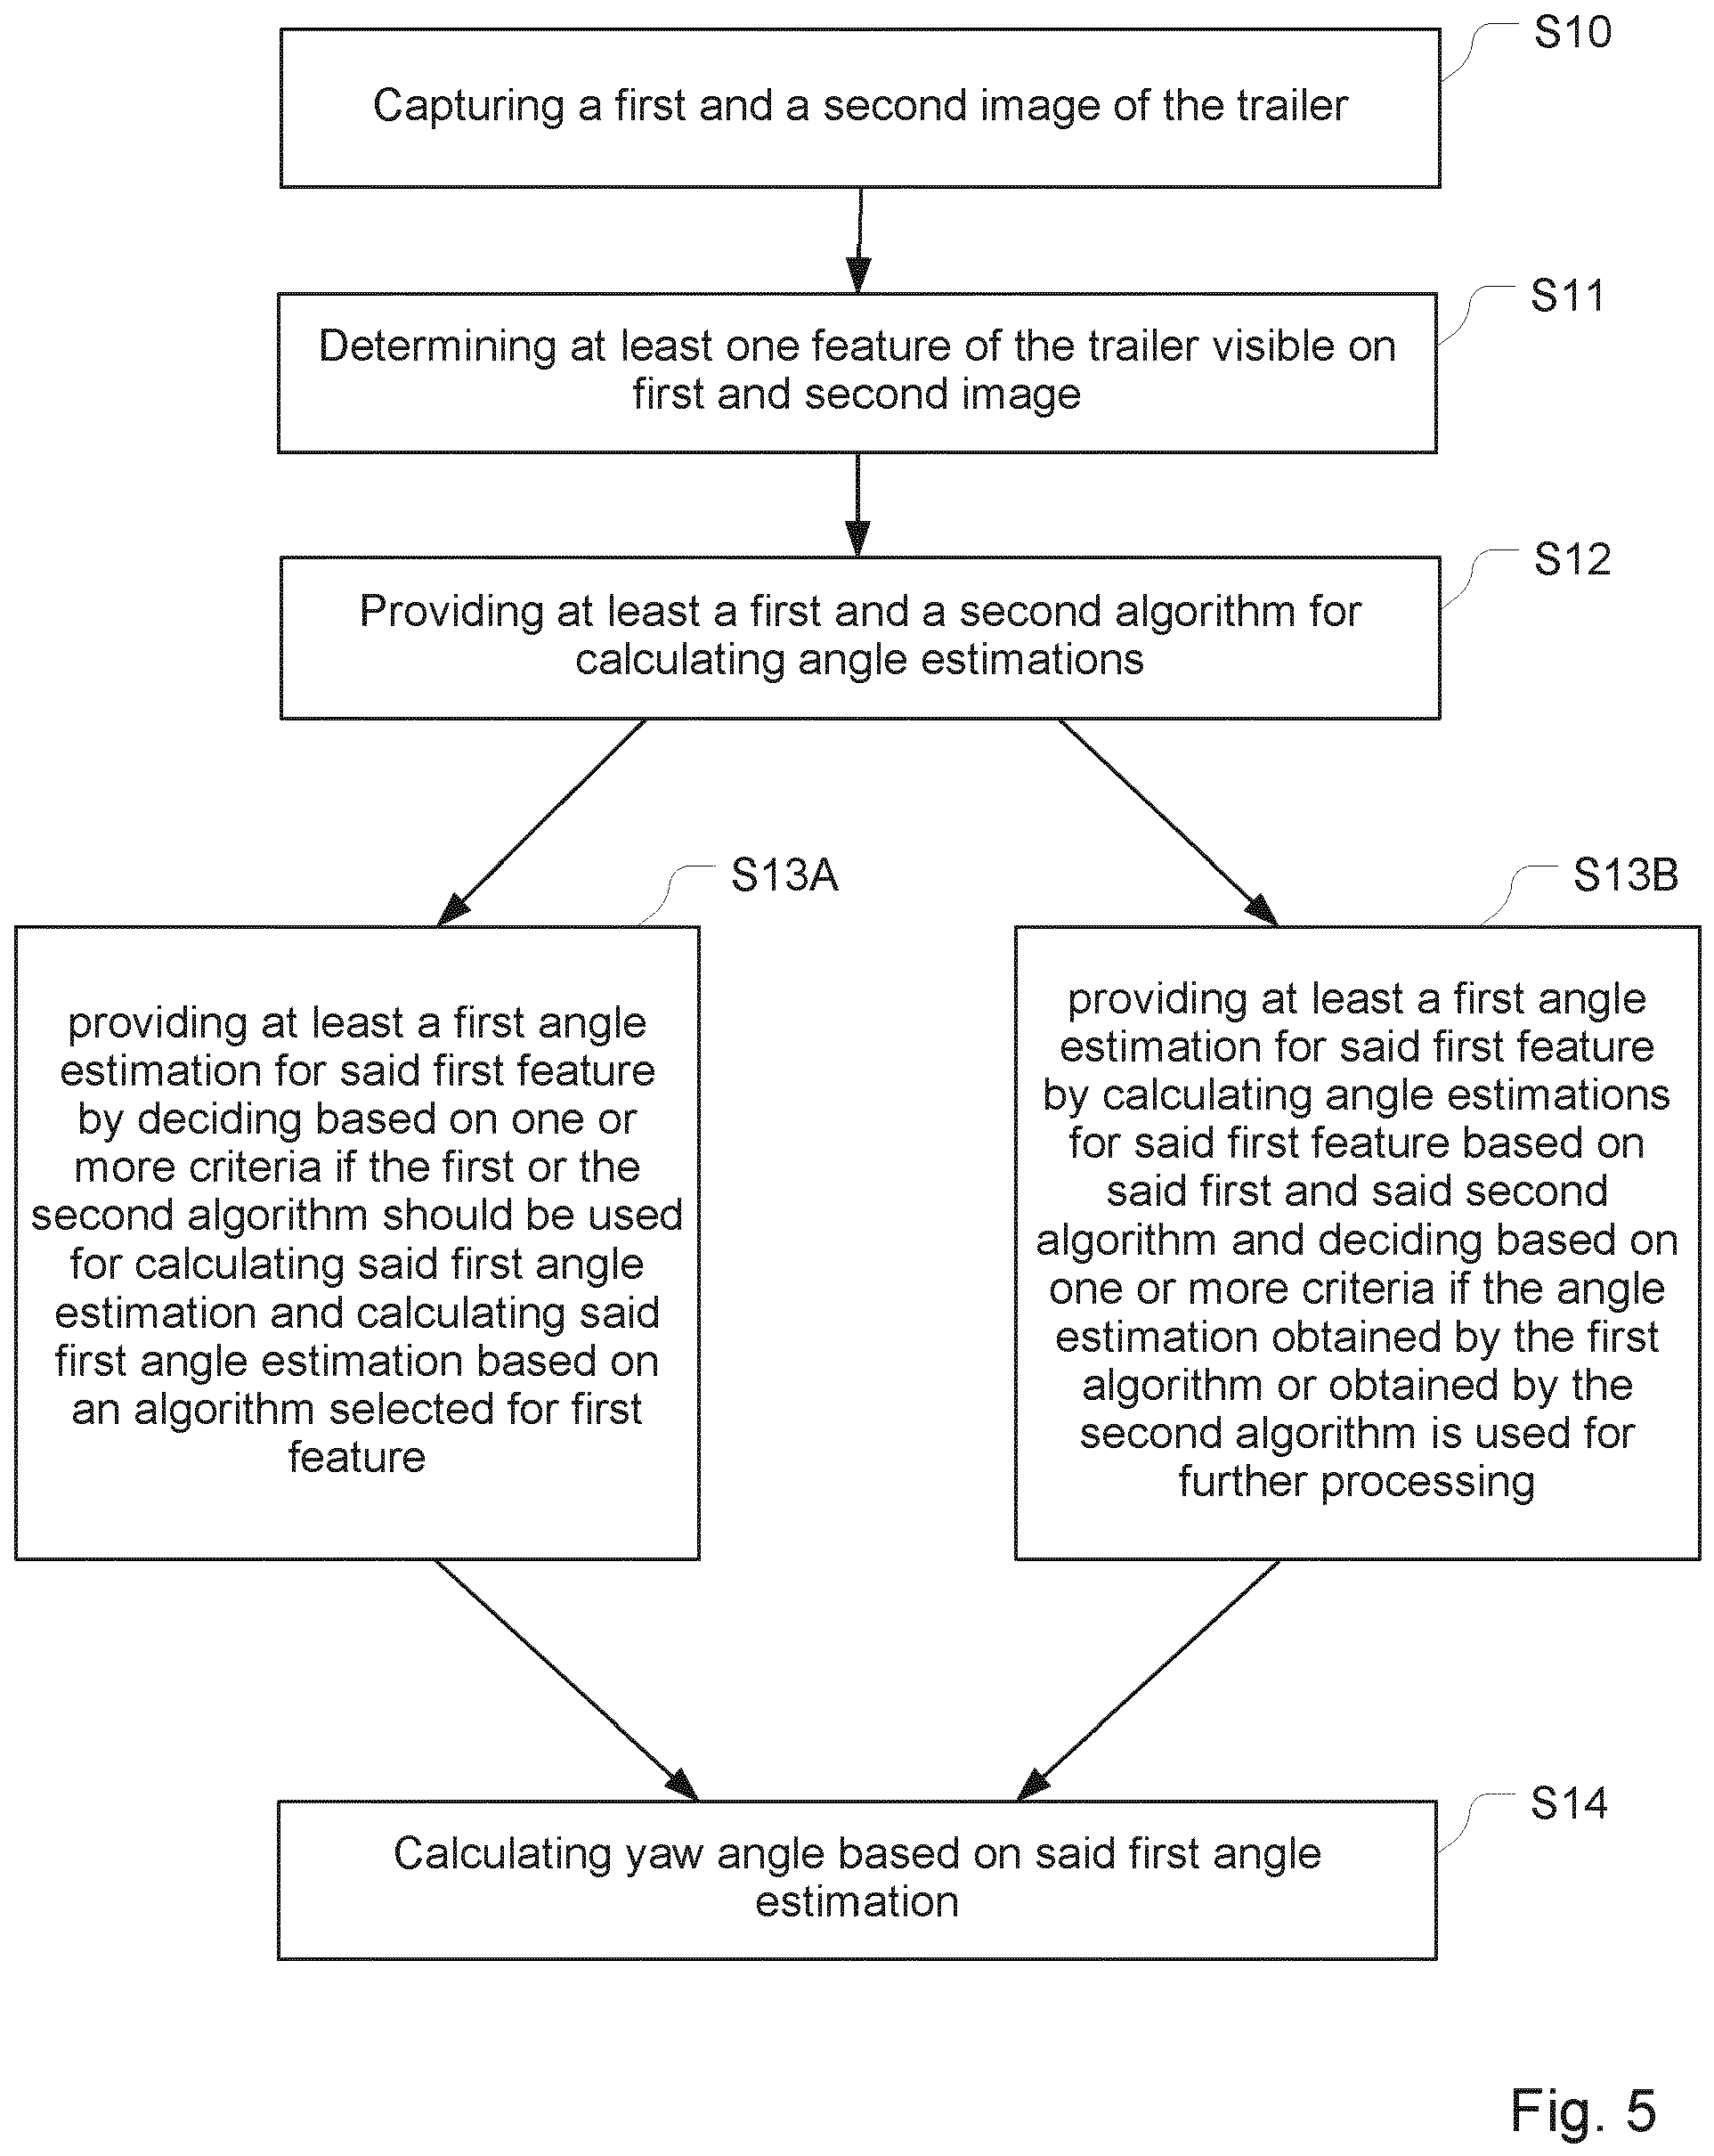 S10
Capturing a first and a second image of the trailer
S11
Determining at least one feature of the trailer visible on
first and second image
S12
Providing at least a first and a second algorithm for
calculating angle estimations
S13A
providing at least a first angle
estimation for said first feature
by deciding based on one or
more criteria if the first or the
second algorithm should be used
for calculating said first angle
estimation and calculating said
first angle estimation based on
an algorithm selected for first
feature
S13B
providing at least a first angle
estimation for said first feature
by calculating angle estimations
for said first feature based on
said first and said second
algorithm and deciding based on
one or more criteria if the angle
estimation obtained by the first
algorithm or obtained by the
second algorithm is used for
further processing
S14
Calculating yaw angle based on said first angle
estimation
Fig. 5